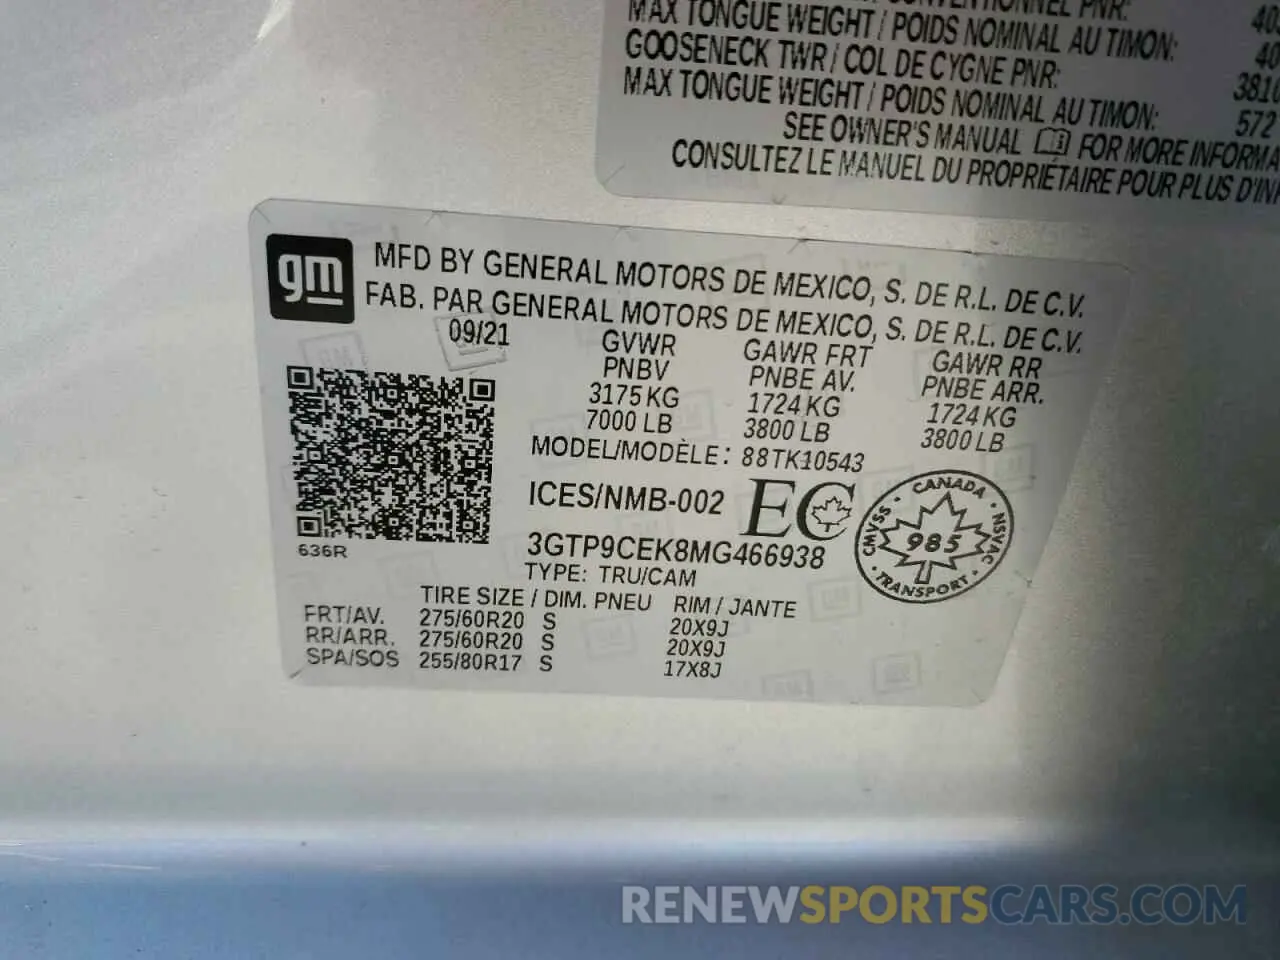 CONVENTIONNEL PNR:
MAX TONGUE WEIGHT / POIDS NOMINAL AU TIMON:
GOOSENECK TWR / COL DE CYGNE PNR:
MAX TONGUE WEIGHT / POIDS NOMINAL AU TIMON: 572
SEE OWNER'S MANUAL FOR MORE INFORMA
CONSULTEZ LE MANUEL DU PROPRIÉTAIRE POUR PLUS D'INF
gm
MFD BY GENERAL MOTORS DE MEXICO, S. DE R.L. DE C.V.
FAB. PAR GENERAL MOTORS DE MEXICO, S. DE R.L. DE C.V.
09/21 GVWR GAWR FRT GAWR RR
PNBV PNBE AV. PNBE ARR.
3175 KG 1724 KG 1724 KG
7000 LB 3800 LB 3800 LB
MODEL/MODÈLE: 88TK10543
ICES/NMB-002 EC
3GTP9CEK8MG466938
TYPE: TRU/CAM
CANADA
CMVSS 985 NSVAC
TRANSPORT
636R
TIRE SIZE / DIM. PNEU RIM / JANTE
FRT/AV. 275/60R20 S 20X9J
RR/ARR. 275/60R20 S 20X9J
SPA/SOS 255/80R17 S 17X8J
RENEWSPORTSCARS.COM